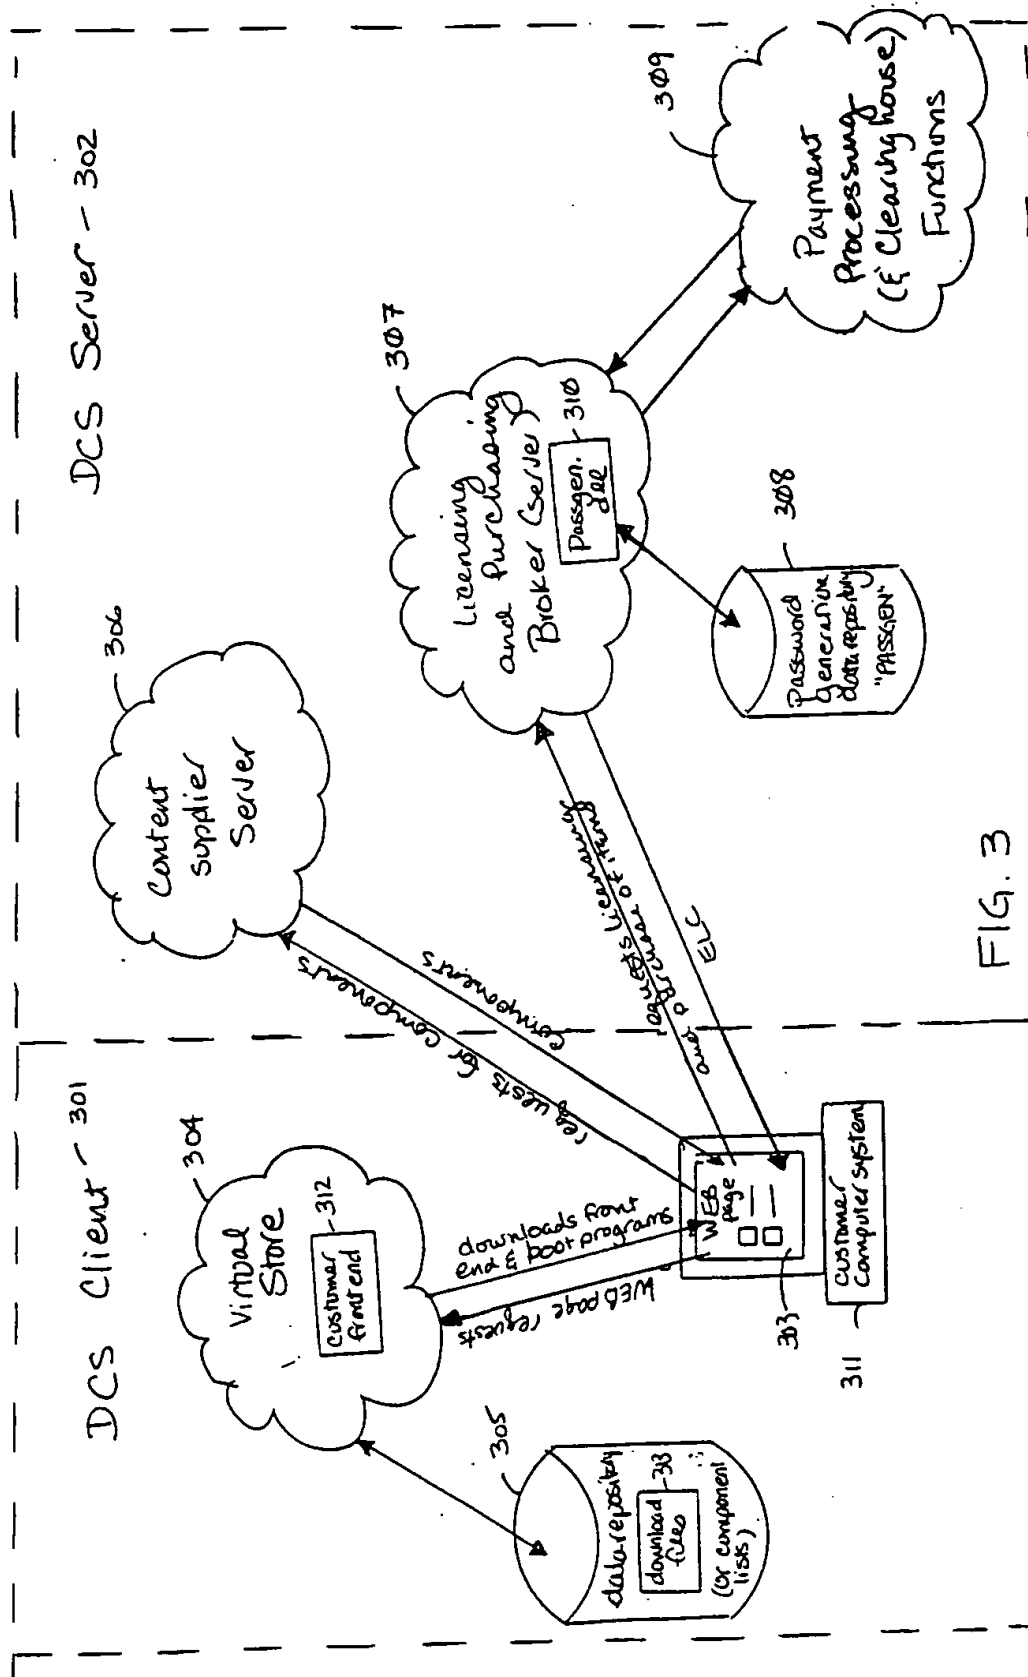 DCS Client - 301
DCS Server - 302
304
Virtual
Store
312
customer
front end
305
data repository
313
download
files
(or component
lists)
downloads front
end & boot programs
WEB page requests
WEB
page
303
customer
computer system
311
requests for components
components
306
Content
supplier
Server
307
Licensing
and Purchasing
Broker (server)
Passgen.
dll
310
308
Password
generation
data repository
"PASSGEN"
309
Payment
Processing
(& Clearinghouse)
Functions
requests licensing
and purchase of items
ELC
FIG. 3